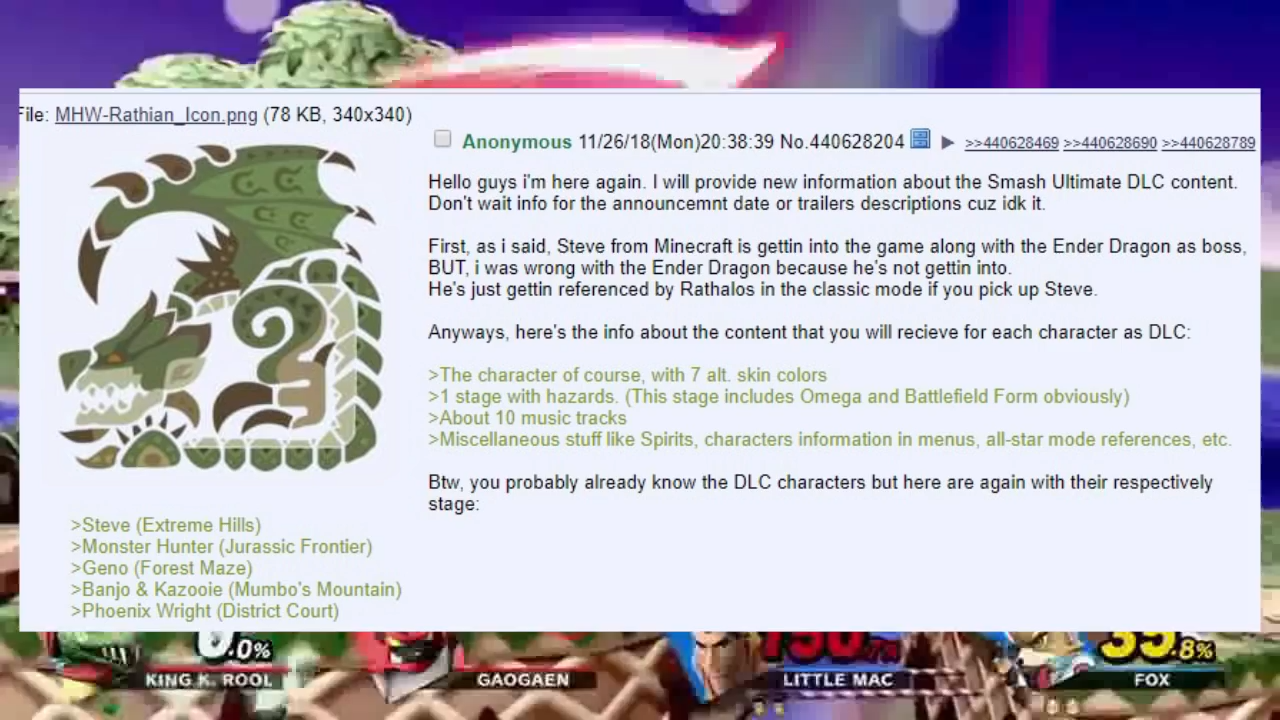 File: MHW-Rathian_Icon.png (78 KB, 340x340)
Anonymous 11/26/18(Mon)20:38:39 No.440628204 >>440628469 >>440628690 >>440628789
Hello guys i'm here again. I will provide new information about the Smash Ultimate DLC content.
Don't wait info for the announcemnt date or trailers descriptions cuz idk it.
First, as i said, Steve from Minecraft is gettin into the game along with the Ender Dragon as boss,
BUT, i was wrong with the Ender Dragon because he's not gettin into.
He's just gettin referenced by Rathalos in the classic mode if you pick up Steve.
Anyways, here's the info about the content that you will recieve for each character as DLC:
>The character of course, with 7 alt. skin colors
>1 stage with hazards. (This stage includes Omega and Battlefield Form obviously)
>About 10 music tracks
>Miscellaneous stuff like Spirits, characters information in menus, all-star mode references, etc.
Btw, you probably already know the DLC characters but here are again with their respectively
stage:
>Steve (Extreme Hills)
>Monster Hunter (Jurassic Frontier)
>Geno (Forest Maze)
>Banjo & Kazooie (Mumbo's Mountain)
>Phoenix Wright (District Court)
.0% 35.8%
KING K. ROOL GAOGAEN LITTLE MAC FOX